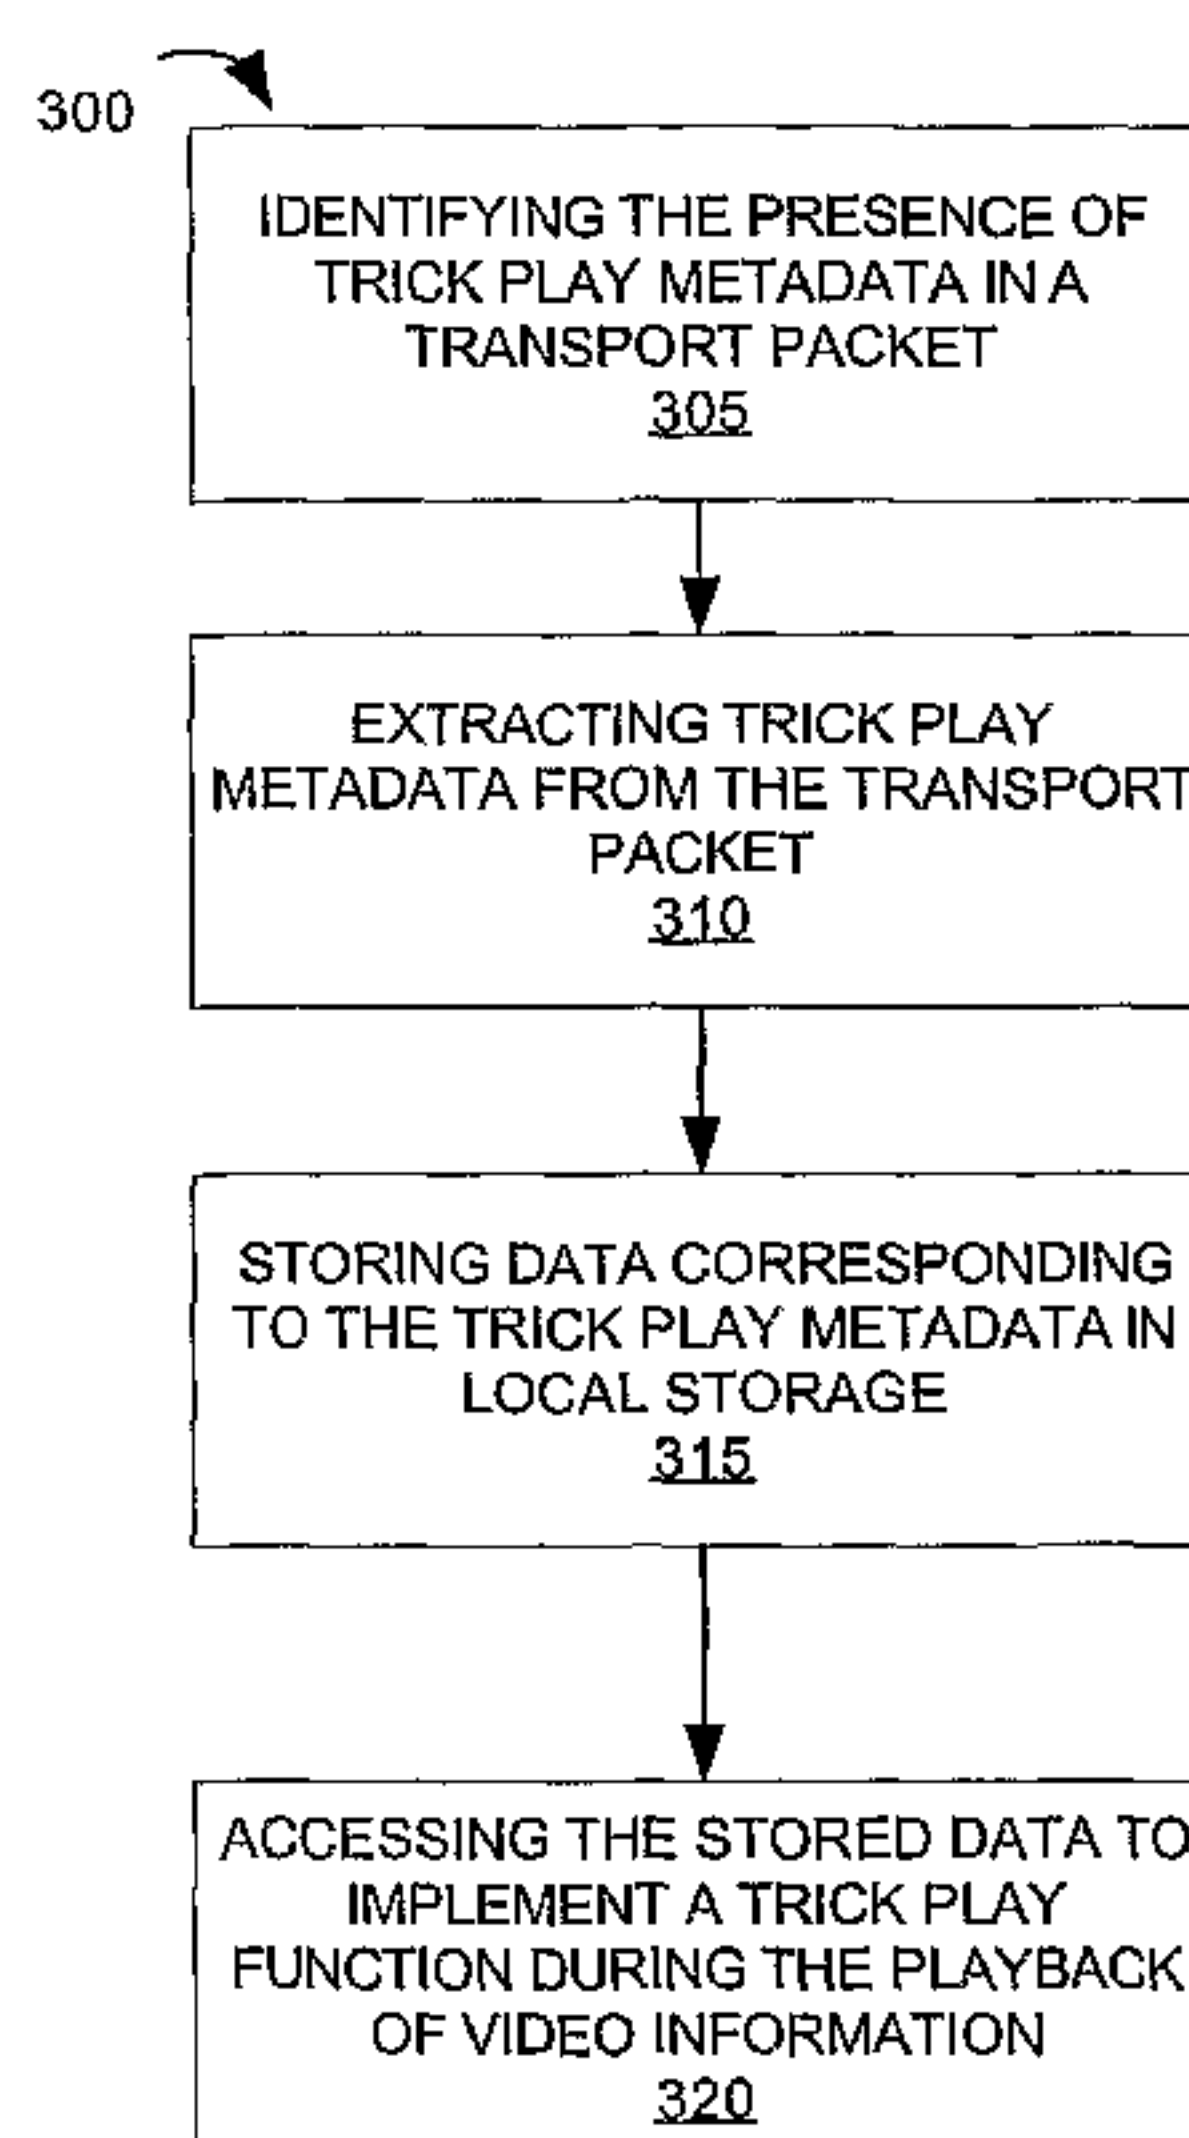 300
IDENTIFYING THE PRESENCE OF
TRICK PLAY METADATA IN A
TRANSPORT PACKET
305
EXTRACTING TRICK PLAY
METADATA FROM THE TRANSPORT
PACKET
310
STORING DATA CORRESPONDING
TO THE TRICK PLAY METADATA IN
LOCAL STORAGE
315
ACCESSING THE STORED DATA TO
IMPLEMENT A TRICK PLAY
FUNCTION DURING THE PLAYBACK
OF VIDEO INFORMATION
320